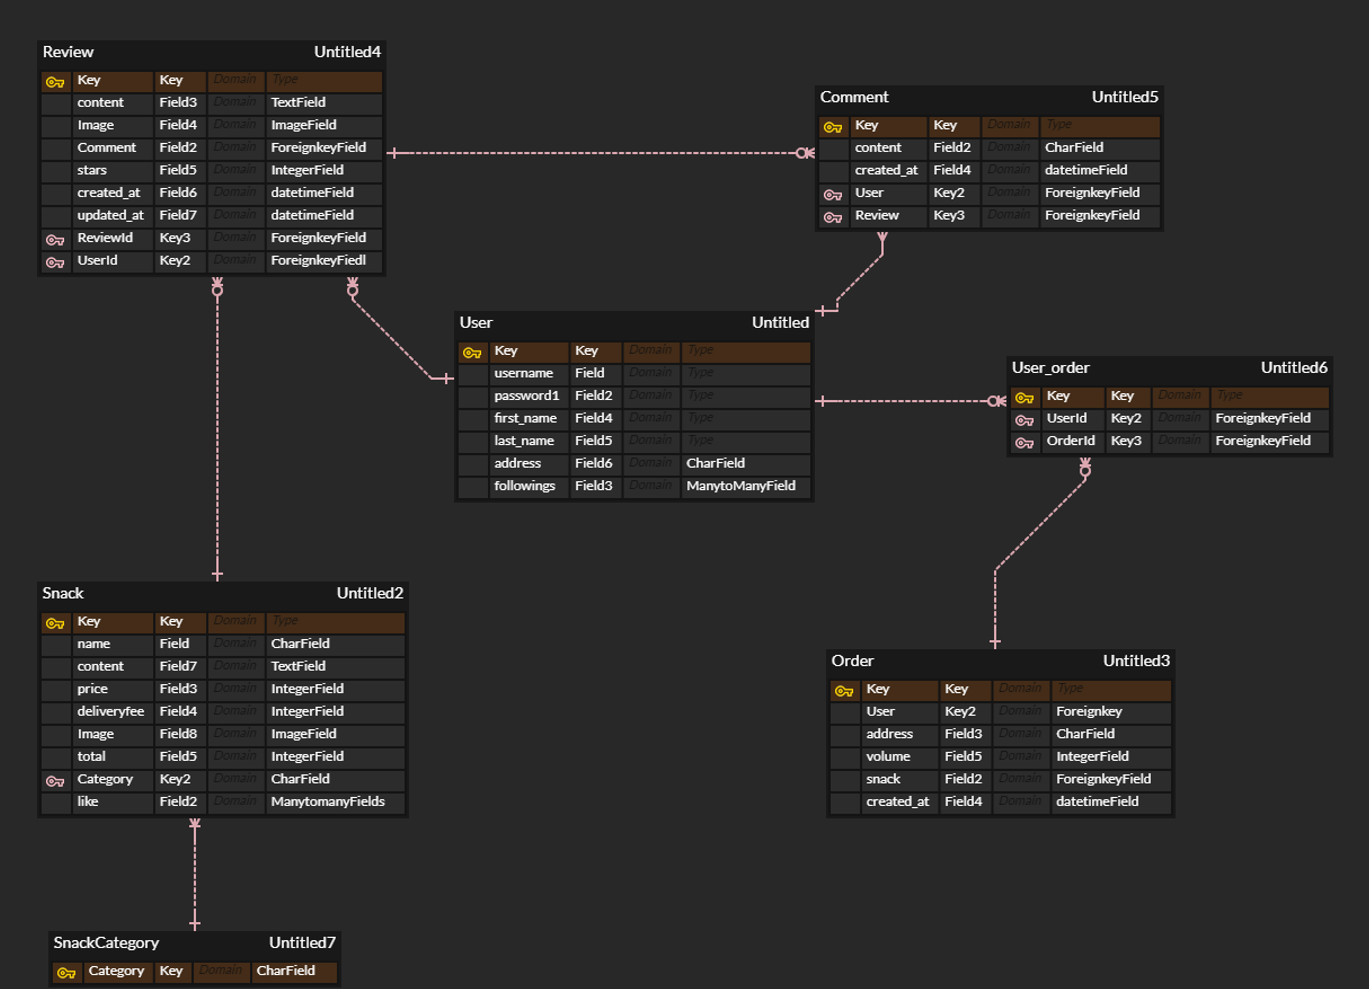 Review Untitled4
Key Key Domain Type
content Field3 Domain TextField
Image Field4 Domain ImageField
Comment Field2 Domain ForeignkeyField
stars Field5 Domain IntegerField
created_at Field6 Domain datetimeField
updated_at Field7 Domain datetimeField
ReviewId Key3 Domain ForeignkeyField
UserId Key2 Domain ForeignkeyFiedl
Comment Untitled5
Key Key Domain Type
content Field2 Domain CharField
created_at Field4 Domain datetimeField
User Key2 Domain ForeignkeyField
Review Key3 Domain ForeignkeyField
User Untitled
Key Key Domain Type
username Field Domain Type
password1 Field2 Domain Type
first_name Field4 Domain Type
last_name Field5 Domain Type
address Field6 Domain CharField
followings Field3 Domain ManytoManyField
User_order Untitled6
Key Key Domain Type
UserId Key2 Domain ForeignkeyField
OrderId Key3 Domain ForeignkeyField
Snack Untitled2
Key Key Domain Type
name Field Domain CharField
content Field7 Domain TextField
price Field3 Domain IntegerField
deliveryfee Field4 Domain IntegerField
Image Field8 Domain ImageField
total Field5 Domain IntegerField
Category Key2 Domain CharField
like Field2 Domain ManytomanyFields
Order Untitled3
Key Key Domain Type
User Key2 Domain Foreignkey
address Field3 Domain CharField
volume Field5 Domain IntegerField
snack Field2 Domain ForeignkeyField
created_at Field4 Domain datetimeField
SnackCategory Untitled7
Category Key Domain CharField